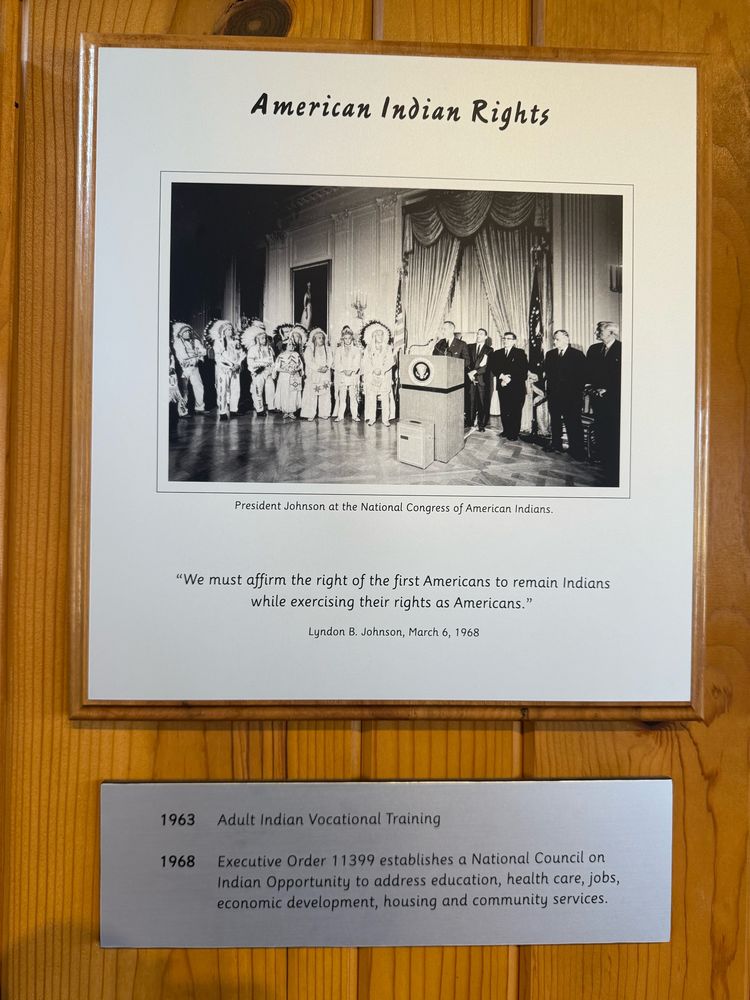 American Indian Rights
President Johnson at the National Congress of American Indians.
“We must affirm the right of the first Americans to remain Indians
while exercising their rights as Americans.”
Lyndon B. Johnson, March 6, 1968
1963 Adult Indian Vocational Training
1968 Executive Order 11399 establishes a National Council on
Indian Opportunity to address education, health care, jobs,
economic development, housing and community services.